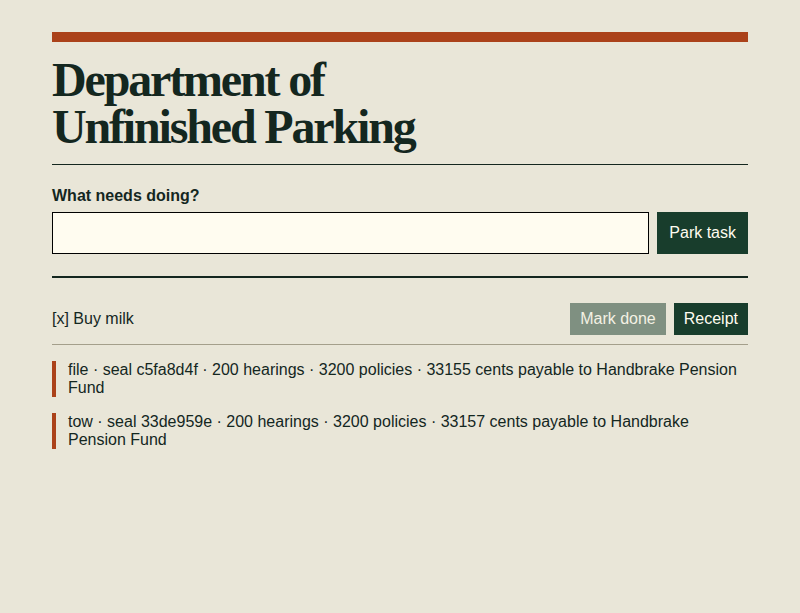 Department of
Unfinished Parking
What needs doing?
Park task
[x] Buy milk
Mark done
Receipt
file · seal c5fa8d4f · 200 hearings · 3200 policies · 33155 cents payable to Handbrake Pension
Fund
tow · seal 33de959e · 200 hearings · 3200 policies · 33157 cents payable to Handbrake
Pension Fund